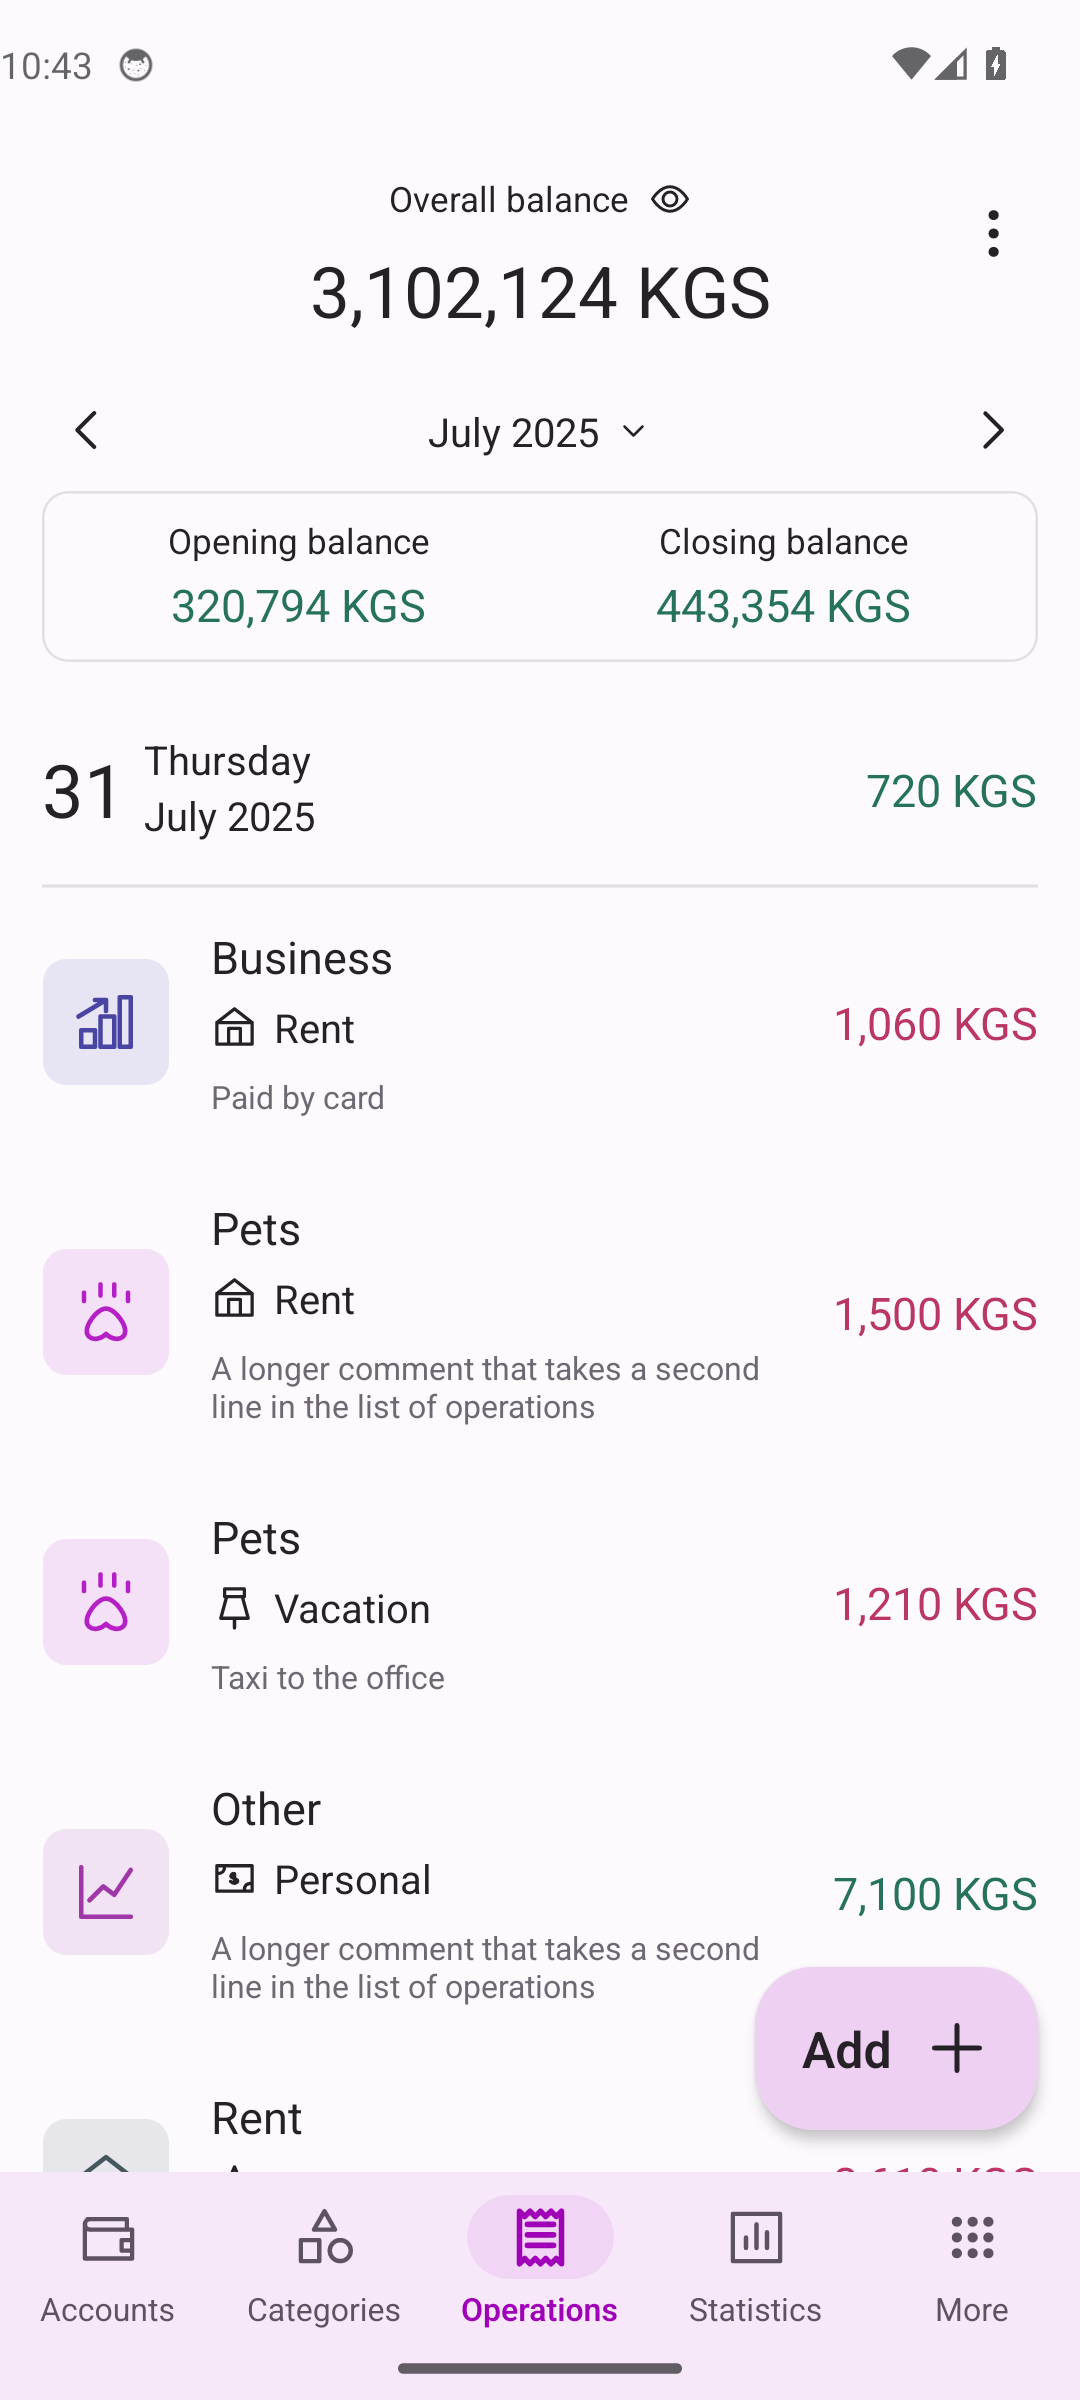 10:43
Overall balance
3,102,124 KGS
July 2025
Opening balance
Closing balance
320,794 KGS
443,354 KGS
31
Thursday
July 2025
720 KGS
Business
Rent
1,060 KGS
Paid by card
Pets
Rent
1,500 KGS
A longer comment that takes a second
line in the list of operations
Pets
Vacation
1,210 KGS
Taxi to the office
Other
Personal
7,100 KGS
A longer comment that takes a second
line in the list of operations
Add
Rent
Accounts
Categories
Operations
Statistics
More